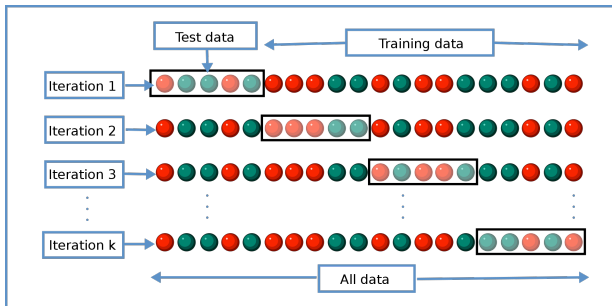 Test data
Training data
Iteration 1
Iteration 2
Iteration 3
Iteration k
All data